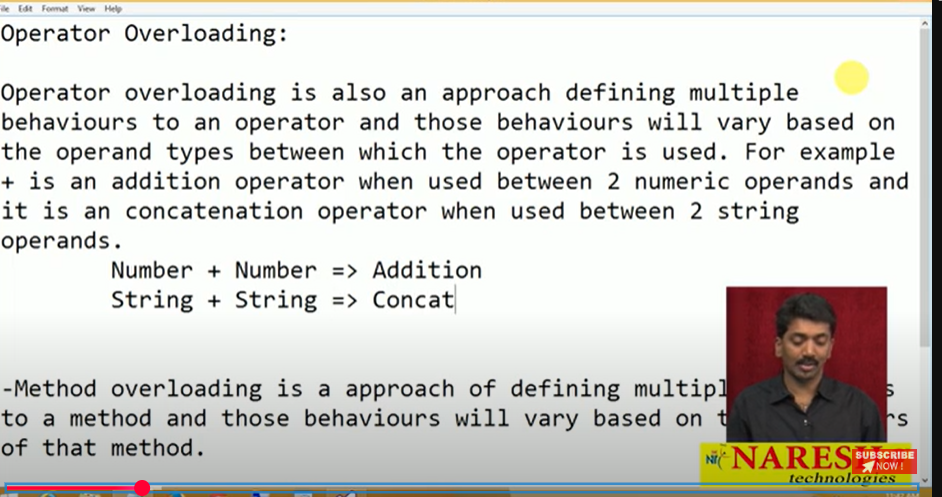 File Edit Format View Help
Operator Overloading:
Operator overloading is also an approach defining multiple
behaviours to an operator and those behaviours will vary based on
the operand types between which the operator is used. For example
+ is an addition operator when used between 2 numeric operands and
it is an concatenation operator when used between 2 string
operands.
Number + Number => Addition
String + String => Concat
-Method overloading is a approach of defining
to a method and those behaviours will vary based on
of that method.
NARESH
technologies
SUBSCRIBE
NOW!